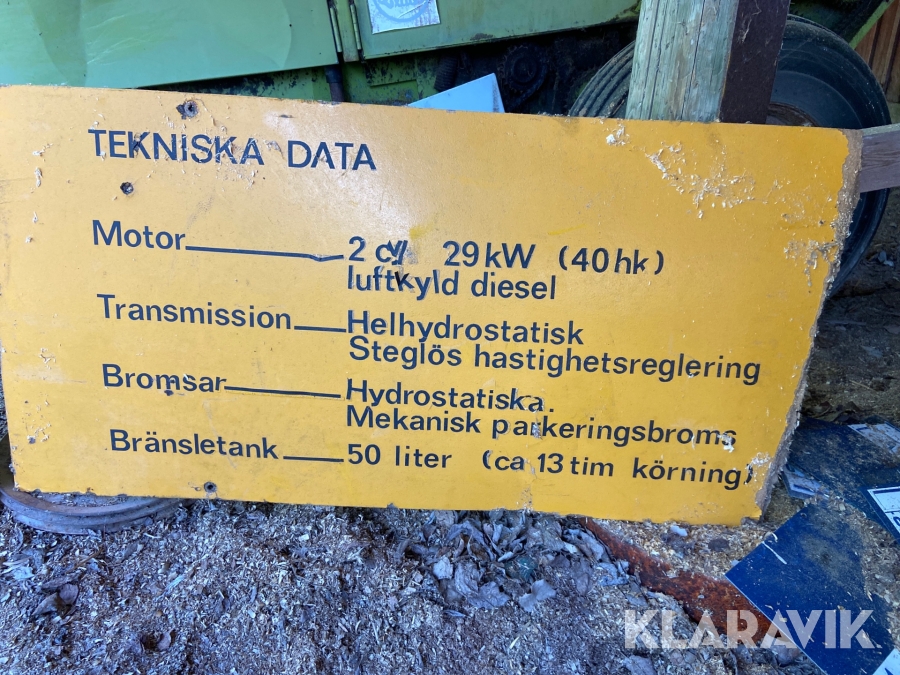 TEKNISKA DATA
Motor 2 cyl 29 kW (40 hk)
luftkyld diesel
Transmission Helhydrostatisk
Steglös hastighetsreglering
Bromsar Hydrostatiska.
Mekanisk parkeringsbroms
Bränsletank 50 liter (ca 13 tim körning)
KLARAVIK